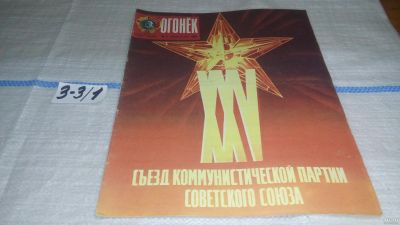 ОГОНЁК
XXV
СЪЕЗД КОММУНИСТИЧЕСКОЙ ПАРТИИ
СОВЕТСКОГО СОЮЗА
3-3/1